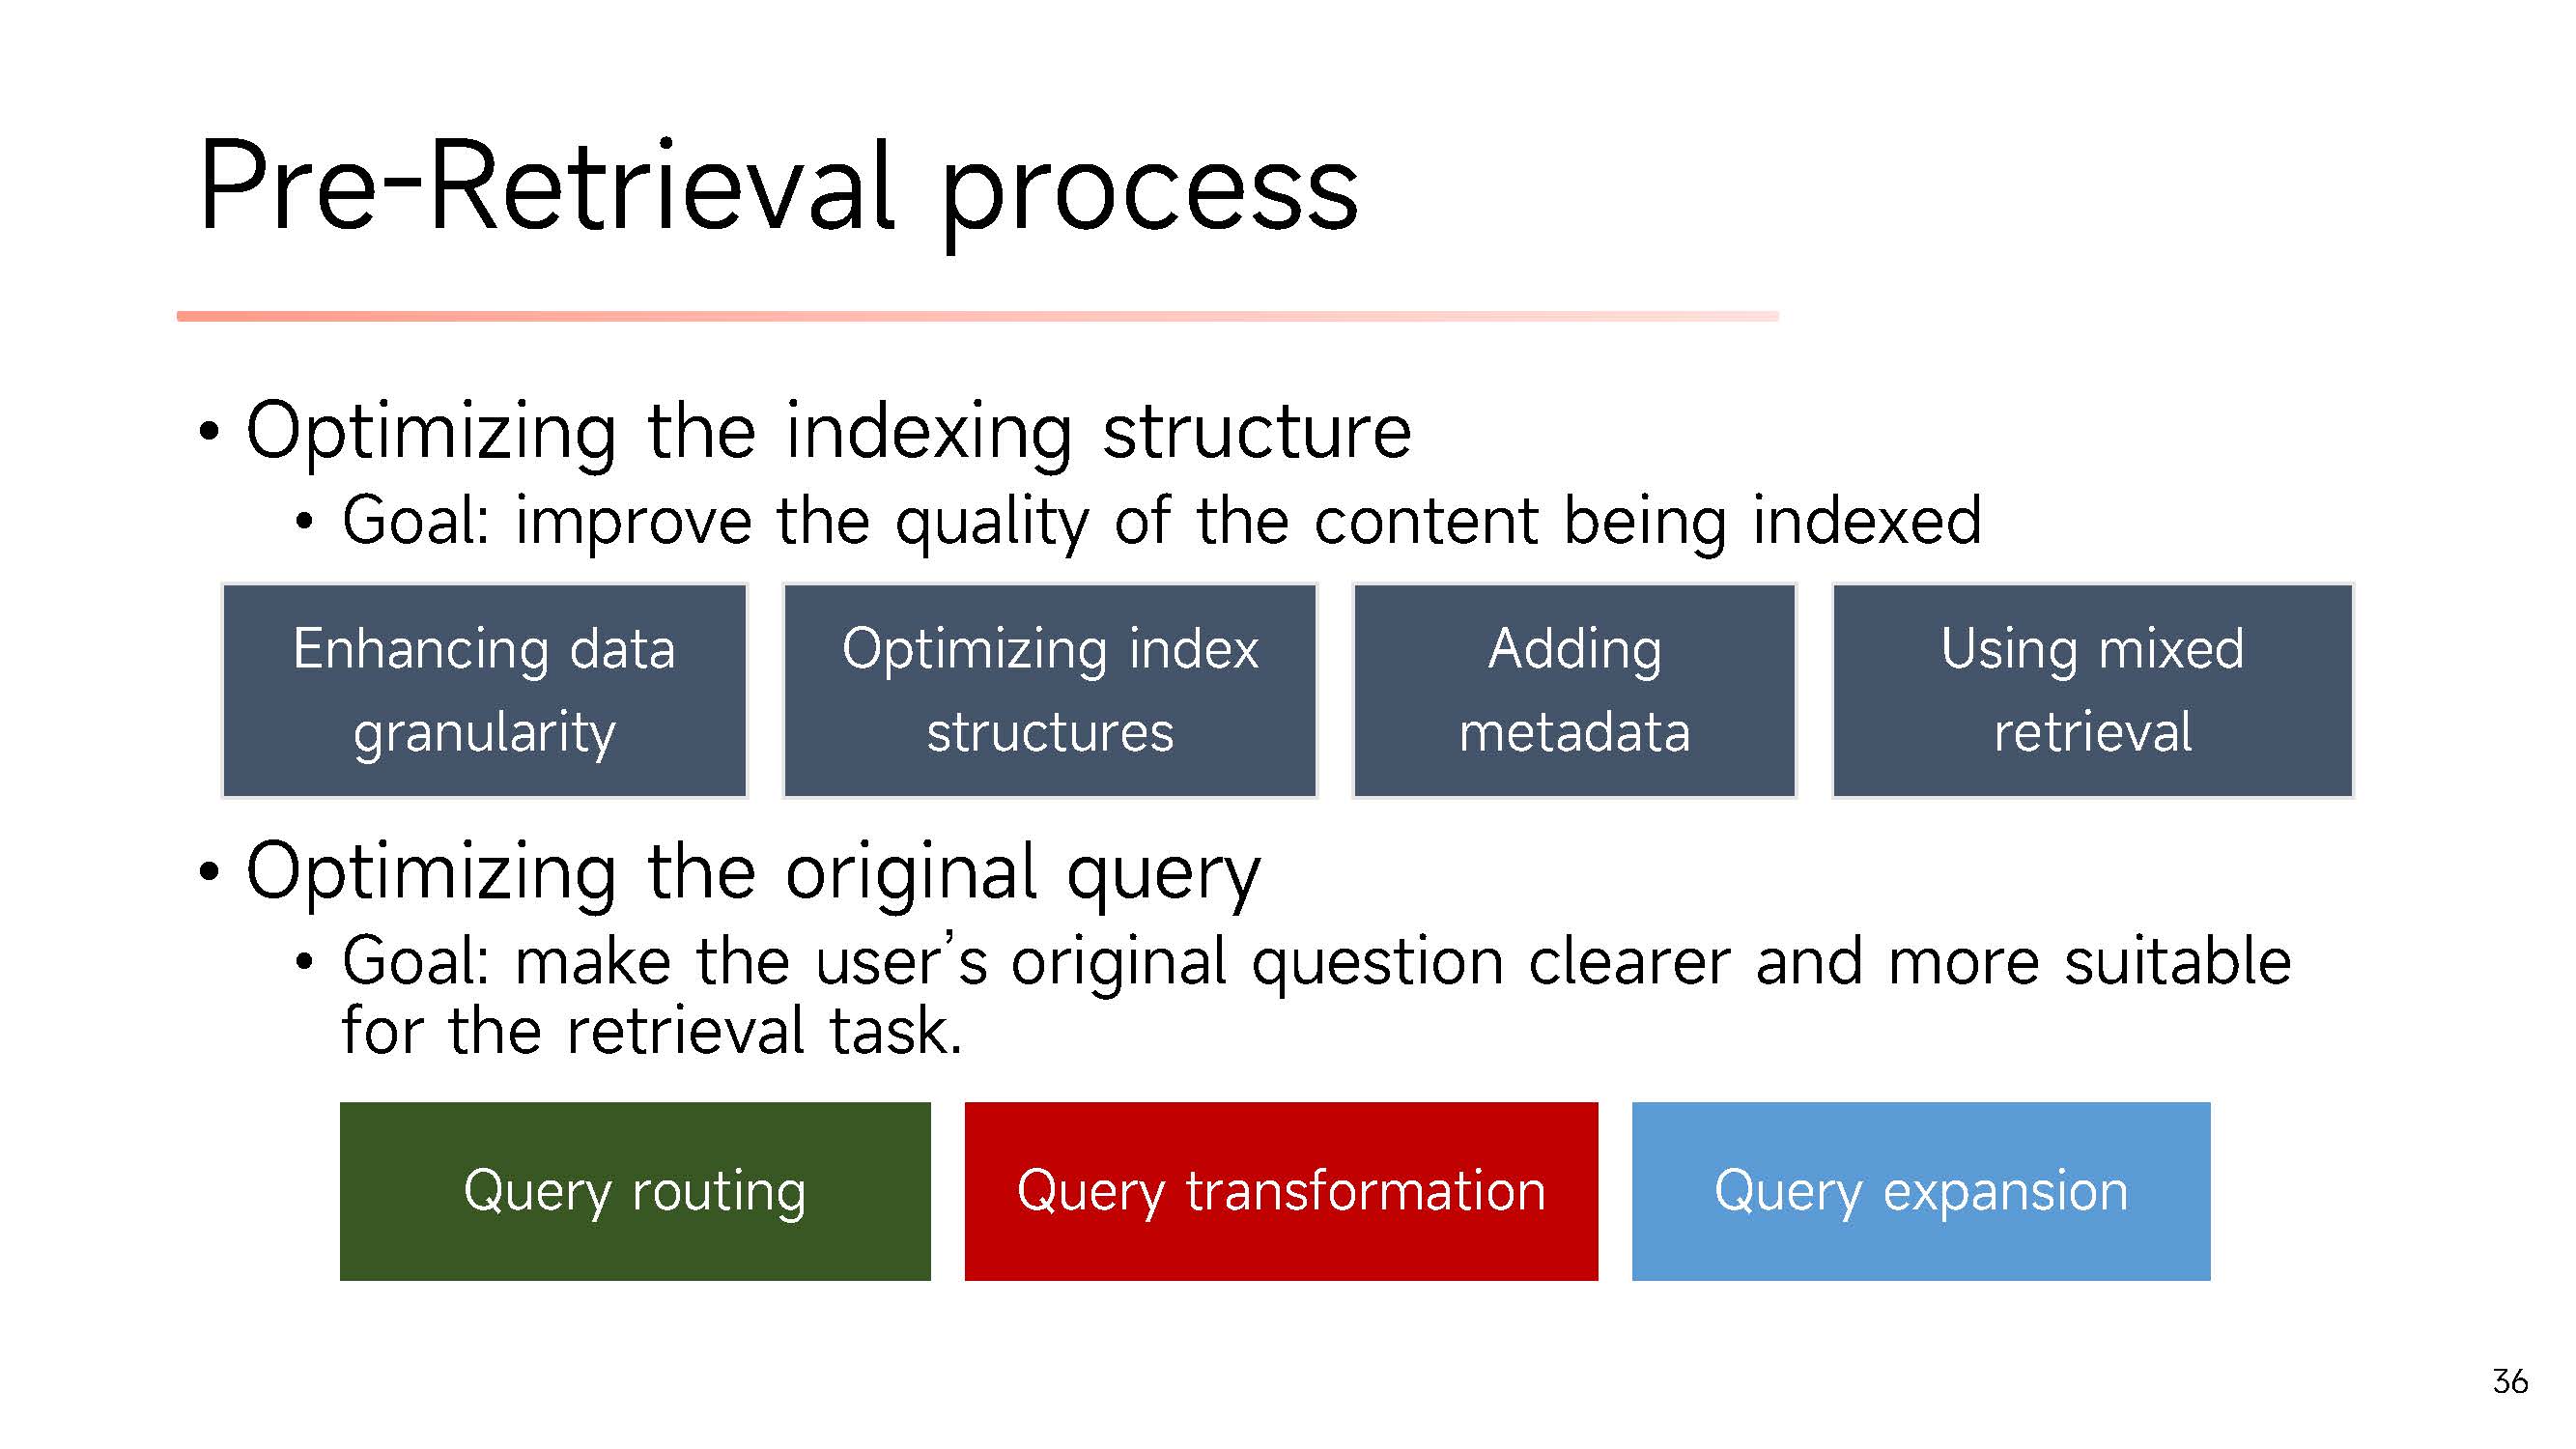 Pre-Retrieval process
• Optimizing the indexing structure
• Goal: improve the quality of the content being indexed
Enhancing data
granularity
Optimizing index
structures
Adding
metadata
Using mixed
retrieval
• Optimizing the original query
• Goal: make the user’s original question clearer and more suitable
for the retrieval task.
Query routing
Query transformation
Query expansion
36